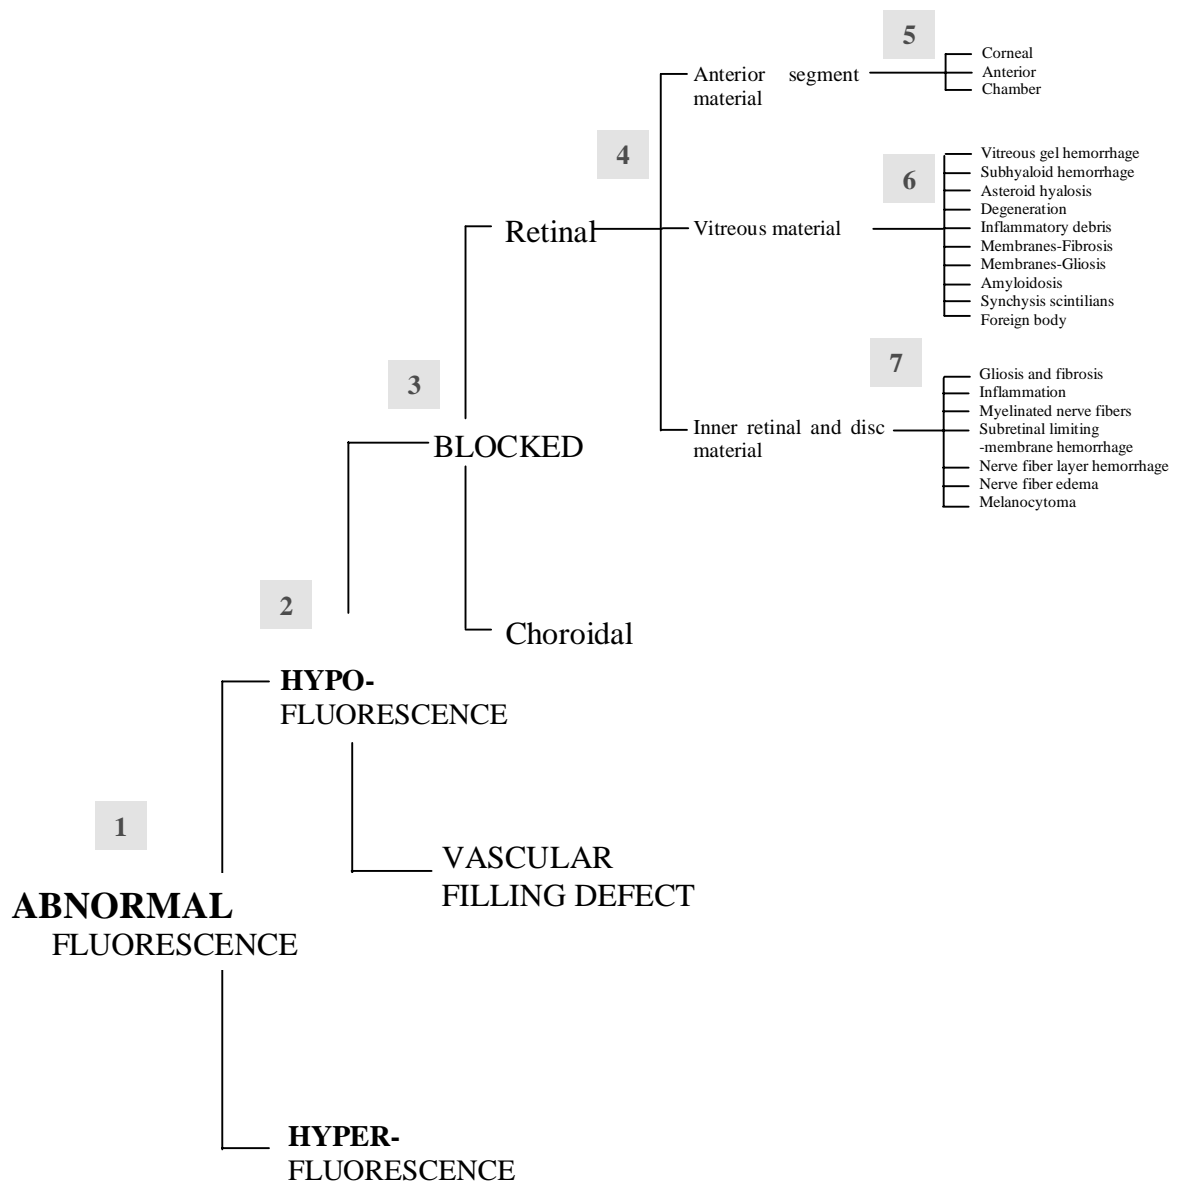 5
Corneal
Anterior
Chamber
Anterior segment
material
4
6
Vitreous gel hemorrhage
Subhyaloid hemorrhage
Asteroid hyalosis
Degeneration
Inflammatory debris
Membranes-Fibrosis
Membranes-Gliosis
Amyloidosis
Synchysis scintilians
Foreign body
Retinal
Vitreous material
3
7
Gliosis and fibrosis
Inflammation
Myelinated nerve fibers
Subretinal limiting
-membrane hemorrhage
Nerve fiber layer hemorrhage
Nerve fiber edema
Melanocytoma
Inner retinal and disc
material
BLOCKED
2
Choroidal
HYPO-
FLUORESCENCE
1
VASCULAR
FILLING DEFECT
ABNORMAL
FLUORESCENCE
HYPER-
FLUORESCENCE